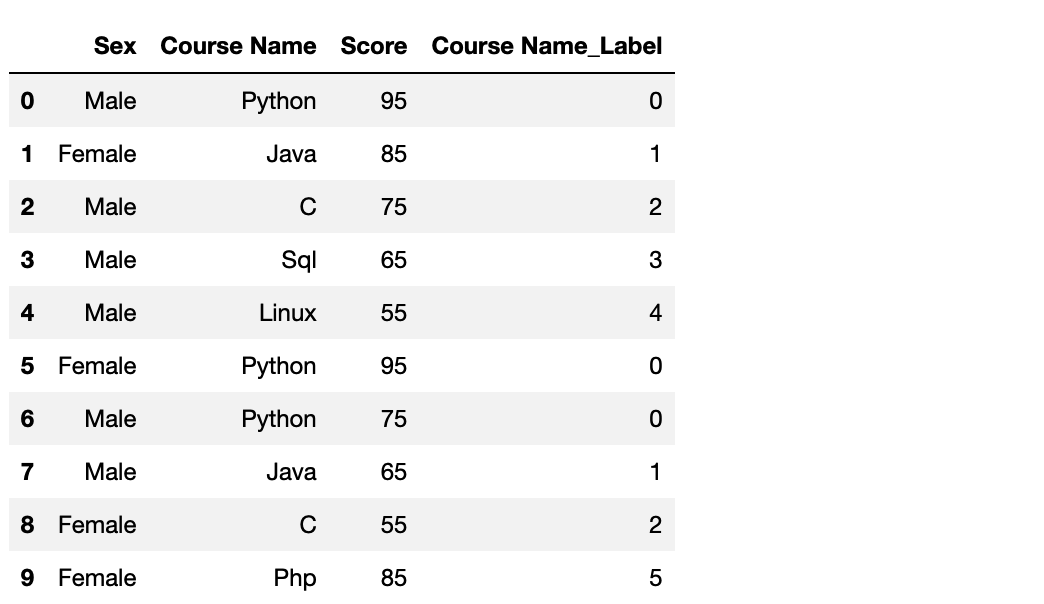 Sex Course Name Score Course Name_Label
0 Male Python 95 0
1 Female Java 85 1
2 Male C 75 2
3 Male Sql 65 3
4 Male Linux 55 4
5 Female Python 95 0
6 Male Python 75 0
7 Male Java 65 1
8 Female C 55 2
9 Female Php 85 5